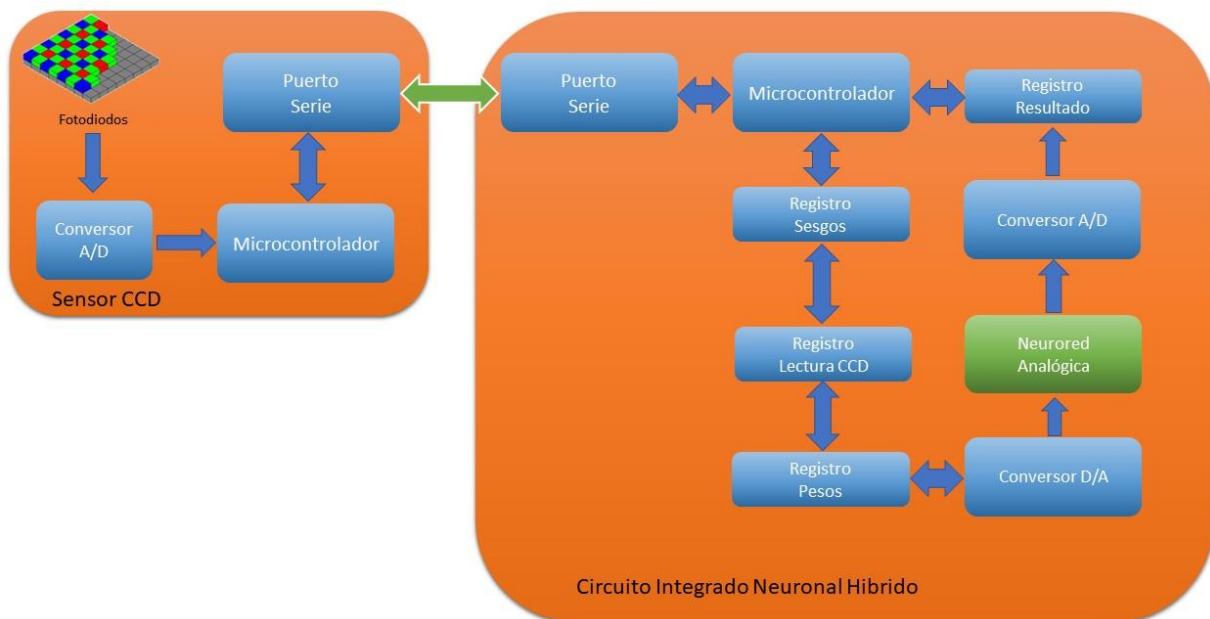 Fotodiodos
Conversor
A/D
Microcontrolador
Puerto
Serie
Sensor CCD
Puerto
Serie
Microcontrolador
Registro
Resultado
Registro
Sesgos
Conversor A/D
Registro
Lectura CCD
Neurored
Analógica
Registro
Pesos
Conversor D/A
Circuito Integrado Neuronal Hibrido